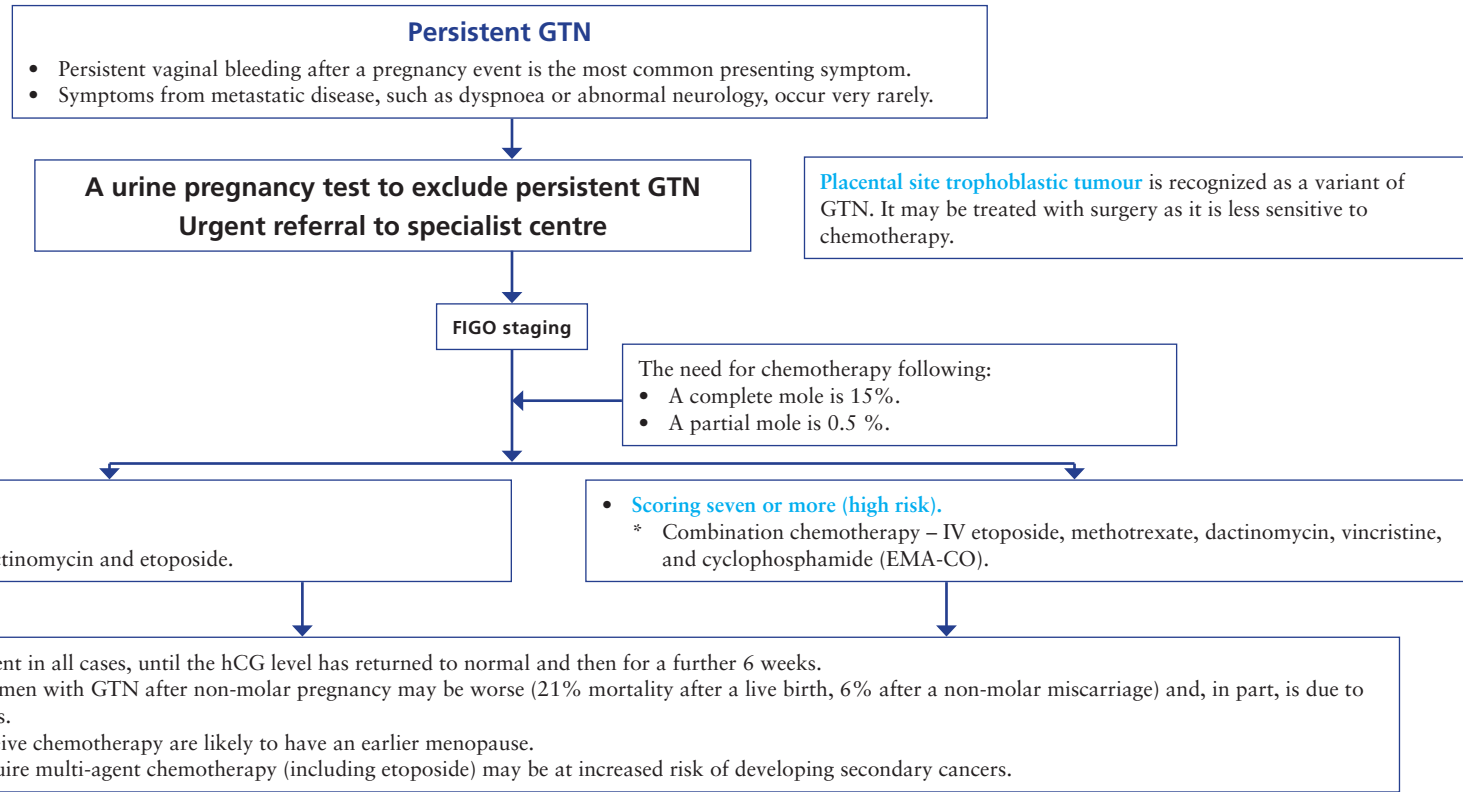 Persistent GTN
• Persistent vaginal bleeding after a pregnancy event is the most common presenting symptom.
• Symptoms from metastatic disease, such as dyspnoea or abnormal neurology, occur very rarely.
A urine pregnancy test to exclude persistent GTN
Urgent referral to specialist centre
Placental site trophoblastic tumour is recognized as a variant of
GTN. It may be treated with surgery as it is less sensitive to
chemotherapy.
FIGO staging
The need for chemotherapy following:
• A complete mole is 15%.
• A partial mole is 0.5 %.
ctinomycin and etoposide.
• Scoring seven or more (high risk).
* Combination chemotherapy – IV etoposide, methotrexate, dactinomycin, vincristine,
and cyclophosphamide (EMA-CO).
ent in all cases, until the hCG level has returned to normal and then for a further 6 weeks.
men with GTN after non-molar pregnancy may be worse (21% mortality after a live birth, 6% after a non-molar miscarriage) and, in part, is due to
s.
eive chemotherapy are likely to have an earlier menopause.
uire multi-agent chemotherapy (including etoposide) may be at increased risk of developing secondary cancers.